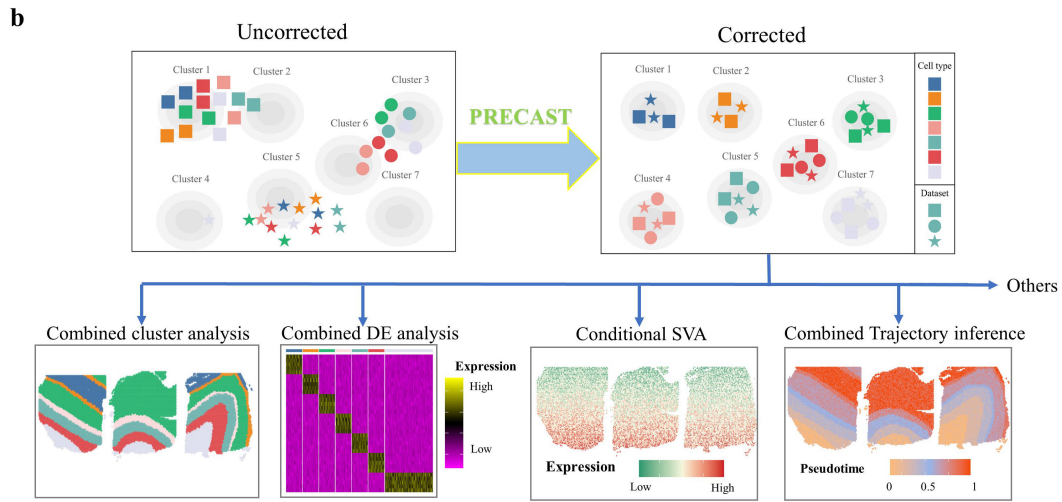 b
Uncorrected
Corrected
Cluster 1
Cluster 2
Cluster 3
Cluster 6
Cluster 5
Cluster 4
Cluster 7
PRECAST
Cluster 1
Cluster 2
Cluster 3
Cluster 6
Cluster 5
Cluster 4
Cluster 7
Cell type
Dataset
Others
Combined cluster analysis
Combined DE analysis
Conditional SVA
Combined Trajectory inference
Expression
High
Low
Expression
Low
High
Pseudotime
0
0.5
1